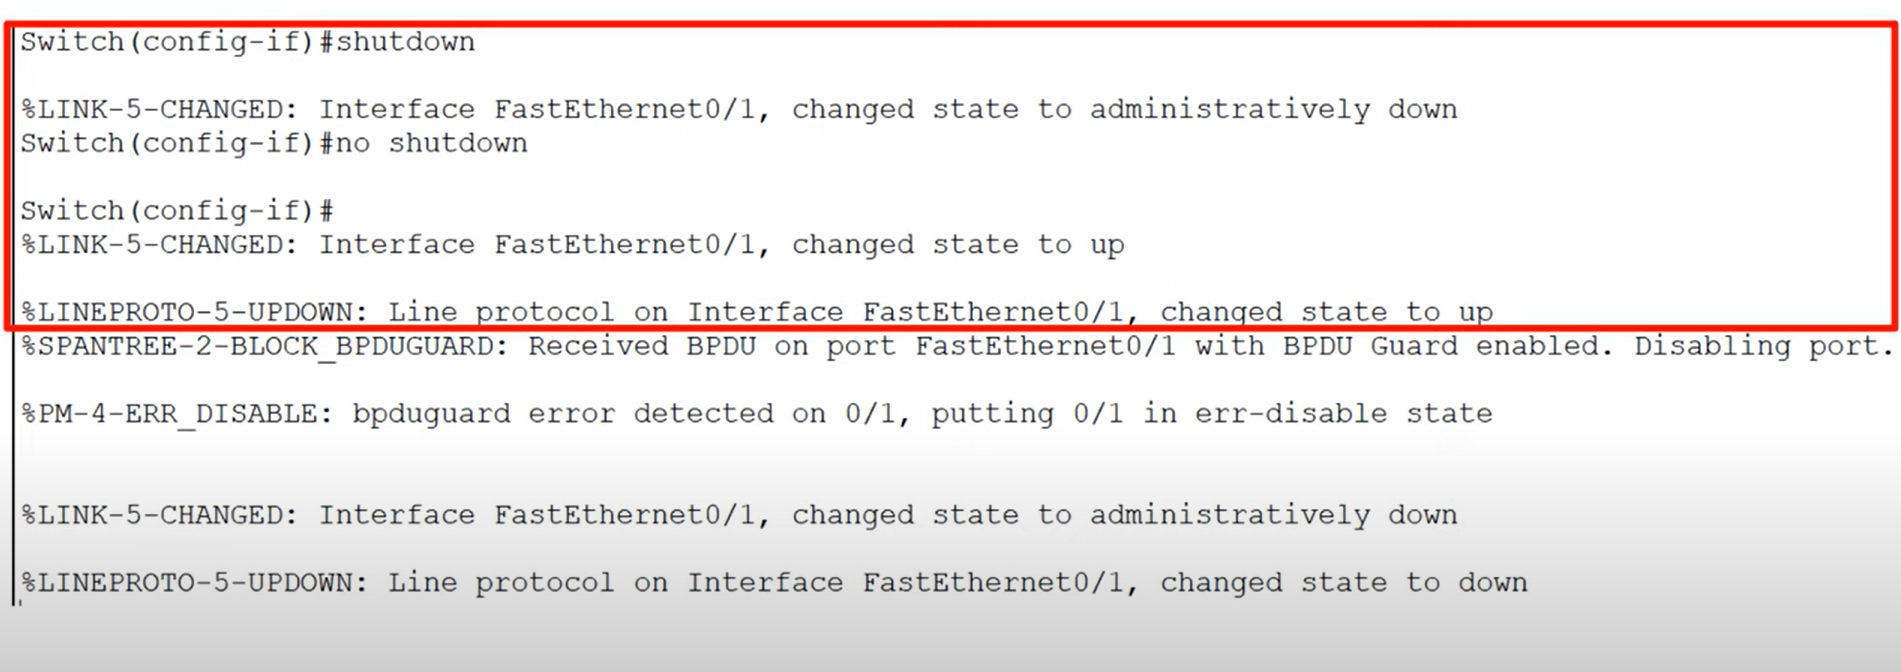 Switch(config-if)#shutdown
%LINK-5-CHANGED: Interface FastEthernet0/1, changed state to administratively down
Switch(config-if)#no shutdown
Switch(config-if)#
%LINK-5-CHANGED: Interface FastEthernet0/1, changed state to up
%LINEPROTO-5-UPDOWN: Line protocol on Interface FastEthernet0/1, changed state to up
%SPANTREE-2-BLOCK_BPDUGUARD: Received BPDU on port FastEthernet0/1 with BPDU Guard enabled. Disabling port.
%PM-4-ERR_DISABLE: bpduguard error detected on 0/1, putting 0/1 in err-disable state
%LINK-5-CHANGED: Interface FastEthernet0/1, changed state to administratively down
%LINEPROTO-5-UPDOWN: Line protocol on Interface FastEthernet0/1, changed state to down